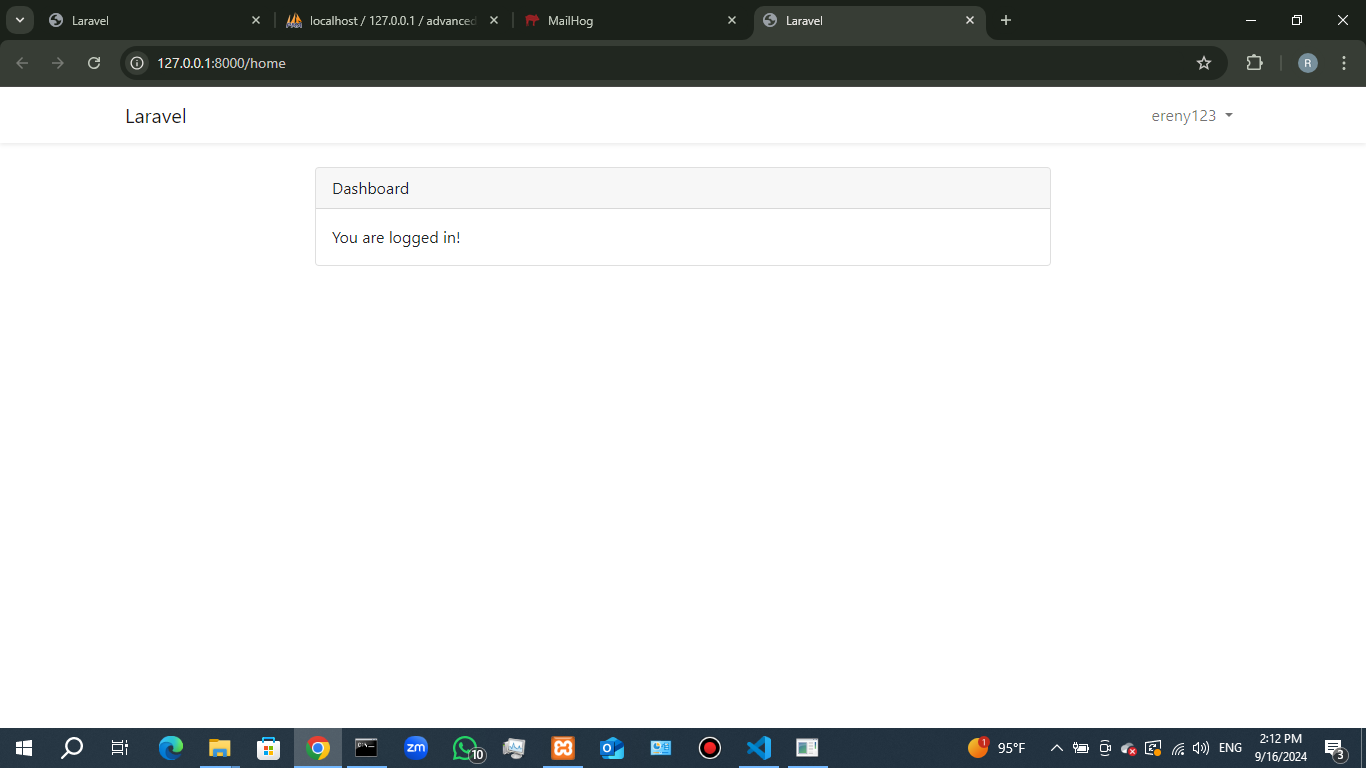 Laravel
localhost / 127.0.0.1 / advanced
MailHog
Laravel
127.0.0.1:8000/home
R
Laravel
ereny123
Dashboard
You are logged in!
zm
10
1
95°F
ENG
2:12 PM
9/16/2024
3